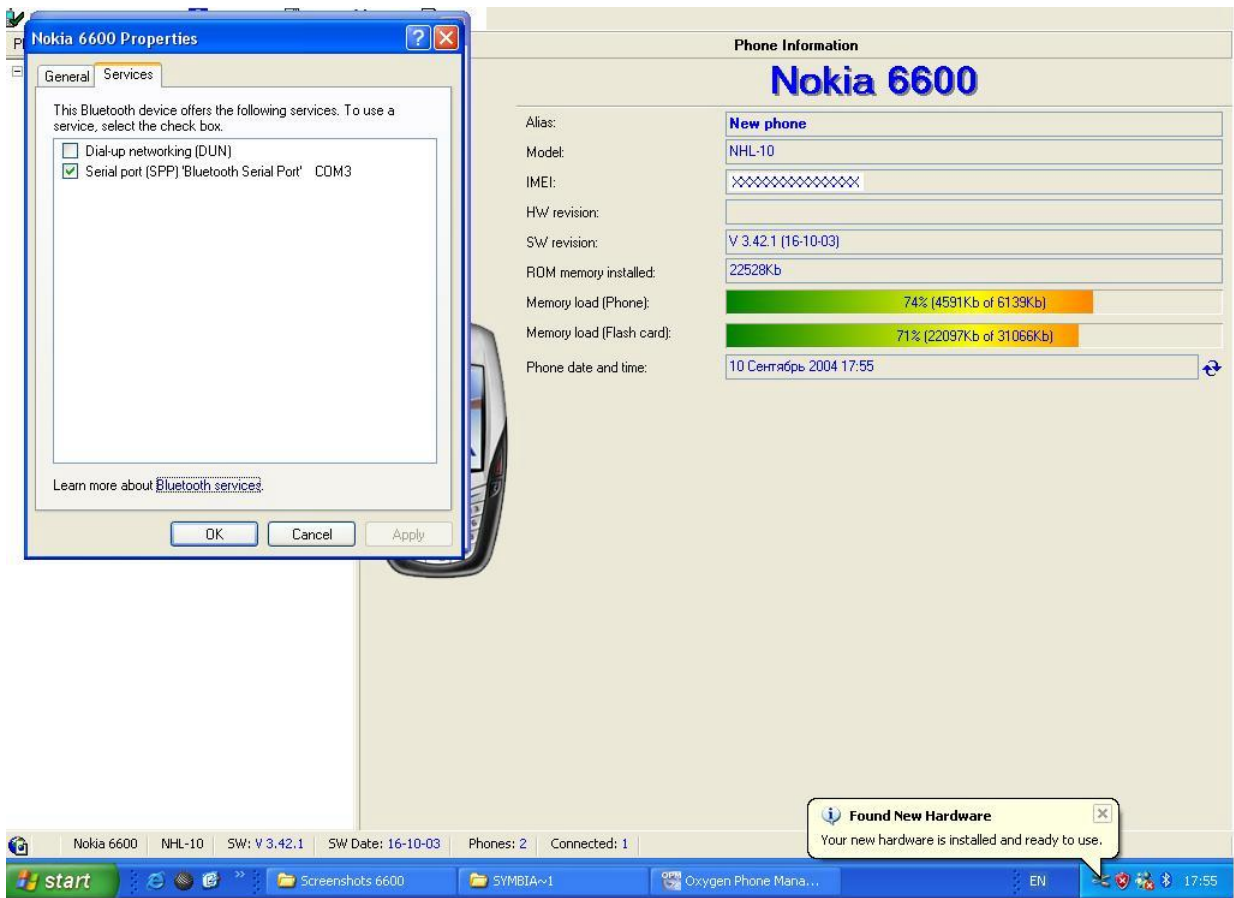 Nokia 6600 Properties
General Services
This Bluetooth device offers the following services. To use a
service, select the check box.
Dial-up networking (DUN)
Serial port (SPP) 'Bluetooth Serial Port' COM3
Learn more about Bluetooth services.
OK Cancel Apply
Phone Information
Nokia 6600
Alias: New phone
Model: NHL-10
IMEI: XXXXXXXXXXXXXXX
HW revision:
SW revision: V 3.42.1 (16-10-03)
ROM memory installed: 22528Kb
Memory load (Phone): 74% (4591Kb of 6139Kb)
Memory load (Flash card): 71% (22097Kb of 31066Kb)
Phone date and time: 10 Сентябрь 2004 17:55
Found New Hardware
Your new hardware is installed and ready to use.
Nokia 6600 NHL-10 SW: V 3.42.1 SW Date: 16-10-03 Phones: 2 Connected: 1
start Screenshots 6600 SYMBIA~1 Oxygen Phone Mana... EN 17:55